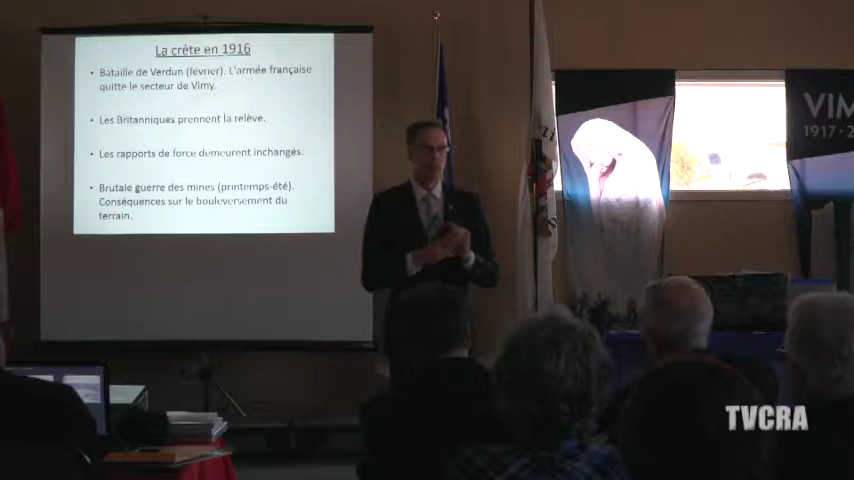 La crête en 1916
• Bataille de Verdun (février). L'armée française
quitte le secteur de Vimy.
• Les Britanniques prennent la relève.
• Les rapports de force demeurent inchangés.
• Brutale guerre des mines (printemps-été).
Conséquences sur le bouleversement du
terrain.
VIM
1917 · 2
TVCRA